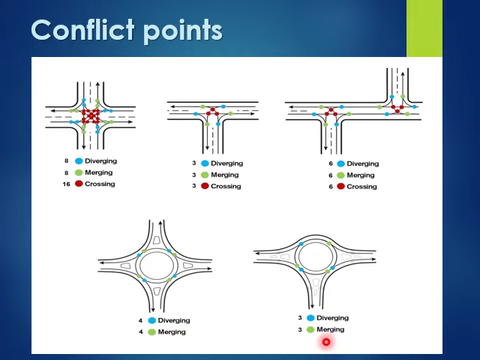 Conflict points
8 Diverging
8 Merging
16 Crossing
3 Diverging
3 Merging
3 Crossing
6 Diverging
6 Merging
6 Crossing
4 Diverging
4 Merging
3 Diverging
3 Merging